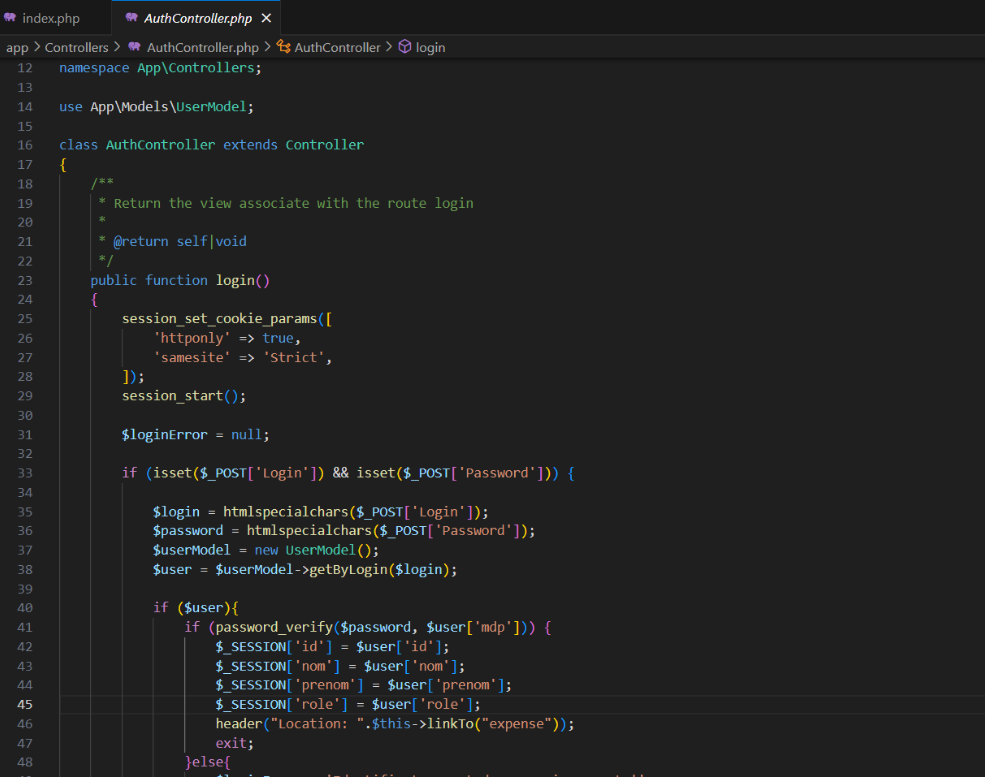 index.php AuthController.php
app > Controllers > AuthController.php > AuthController > login
12 namespace App\Controllers;
13
14 use App\Models\UserModel;
15
16 class AuthController extends Controller
17 {
18 /**
19 * Return the view associate with the route login
20 *
21 * @return self|void
22 */
23 public function login()
24 {
25 session_set_cookie_params([
26 'httponly' => true,
27 'samesite' => 'Strict',
28 ]);
29 session_start();
30
31 $loginError = null;
32
33 if (isset($_POST['Login']) && isset($_POST['Password'])) {
34
35 $login = htmlspecialchars($_POST['Login']);
36 $password = htmlspecialchars($_POST['Password']);
37 $userModel = new UserModel();
38 $user = $userModel->getByLogin($login);
39
40 if ($user){
41 if (password_verify($password, $user['mdp'])) {
42 $_SESSION['id'] = $user['id'];
43 $_SESSION['nom'] = $user['nom'];
44 $_SESSION['prenom'] = $user['prenom'];
45 $_SESSION['role'] = $user['role'];
46 header("Location: ".$this->linkTo("expense"));
47 exit;
48 }else{